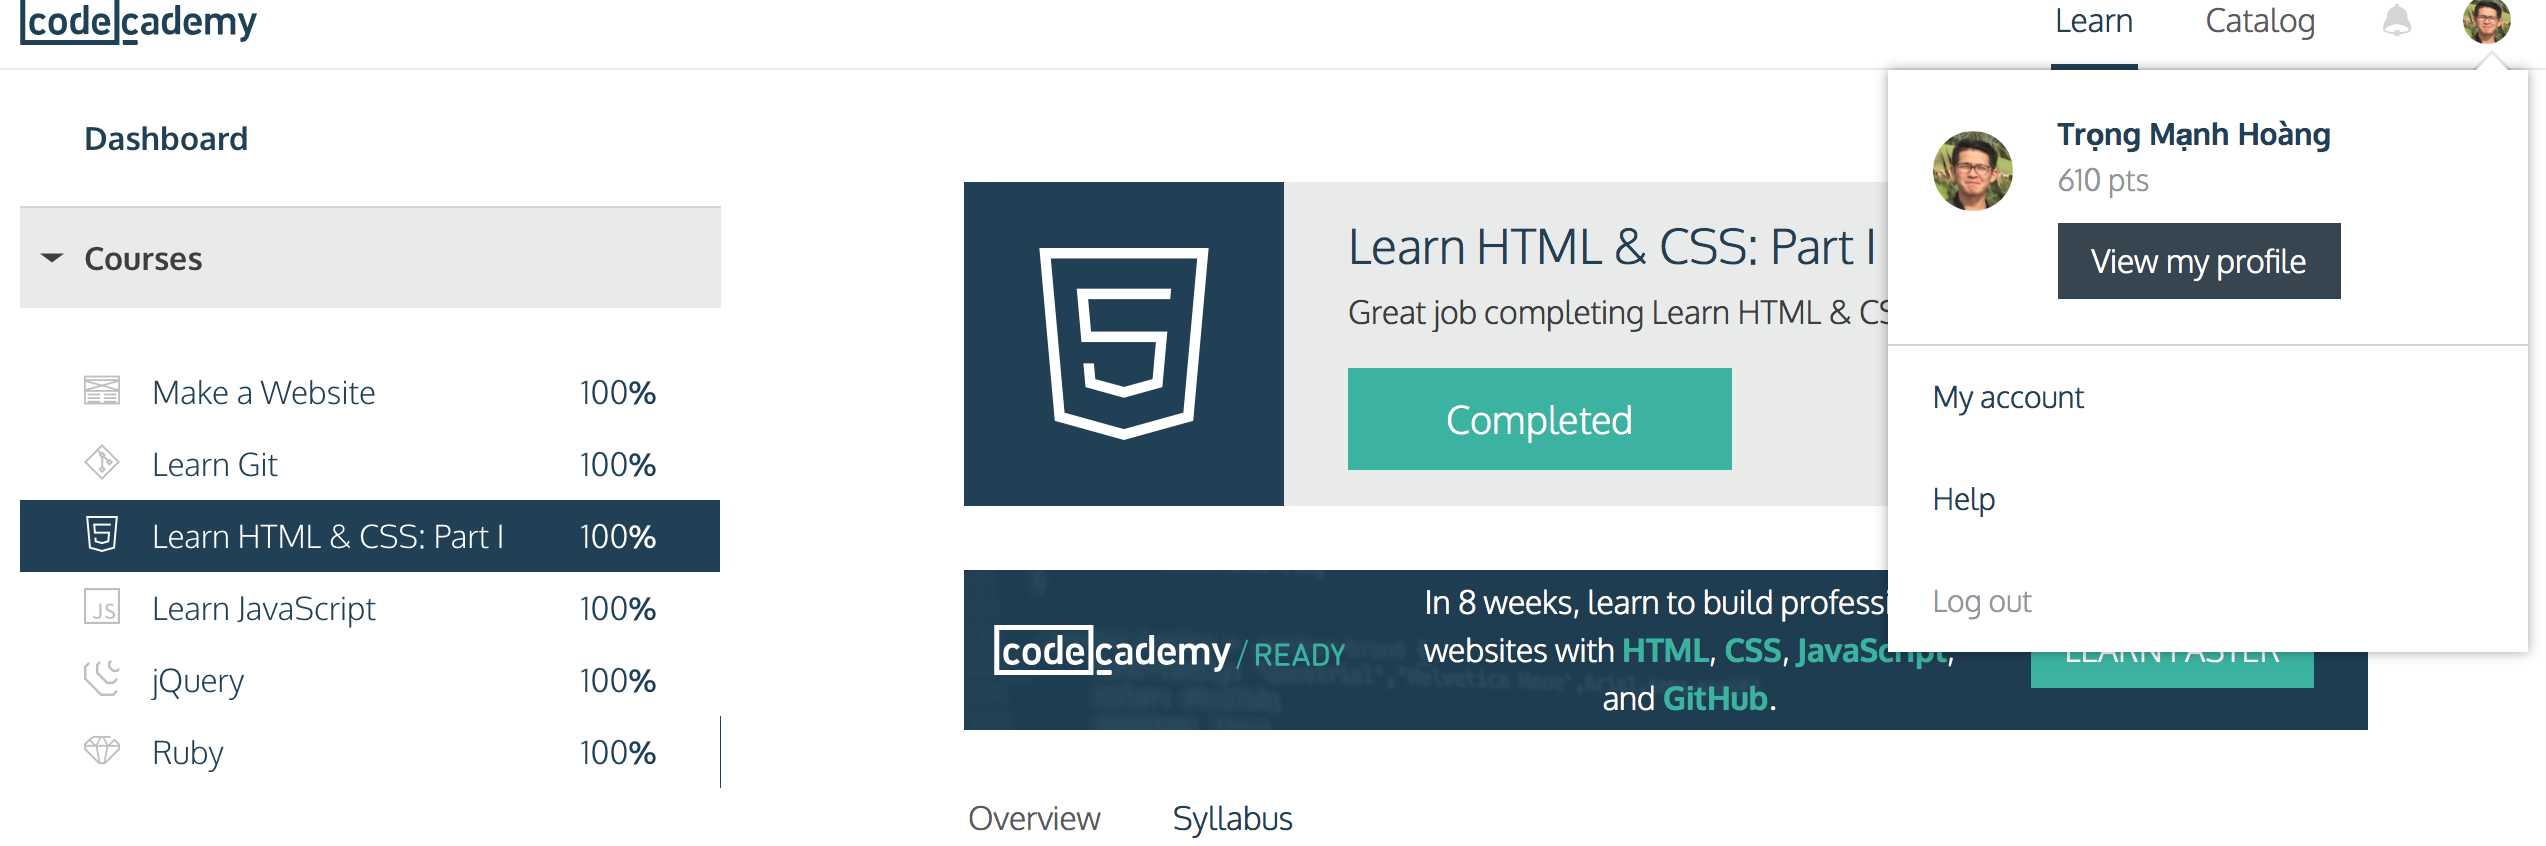 codecademy
Learn
Catalog
Dashboard
Courses
Make a Website 100%
Learn Git 100%
Learn HTML & CSS: Part I 100%
JS Learn JavaScript 100%
jQuery 100%
Ruby 100%
Learn HTML & CSS: Part I
Great job completing Learn HTML & CS
Completed
codecademy / READY
In 8 weeks, learn to build professi
websites with HTML, CSS, JavaScript,
and GitHub.
LEARN FASTER
Overview
Syllabus
Trọng Mạnh Hoàng
610 pts
View my profile
My account
Help
Log out